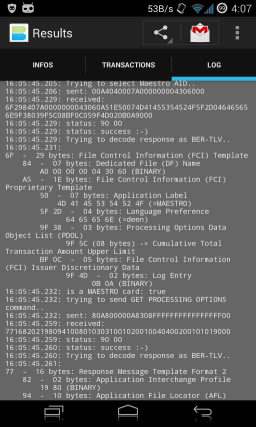 53B/s
4:07
Results
INFOS
TRANSACTIONS
LOG
16:05:45.205: Trying to select Maestro AID..
16:05:45.206: sent: 00A4040007A000000004306000
16:05:45.229: received:
6F298407A0000000043060A51E50074D41455354524F5F2D04646565
6E9F38039F5C08BF0C059F4D020B0A9000
16:05:45.229: status: 90 00
16:05:45.229: status: success :-)
16:05:45.229: Trying to decode response as BER-TLV..
16:05:45.231:
6F - 29 bytes: File Control Information (FCI) Template
84 - 07 bytes: Dedicated File (DF) Name
A0 00 00 00 04 30 60 (BINARY)
A5 - 1E bytes: File Control Information (FCI)
Proprietary Template
50 - 07 bytes: Application Label
4D 41 45 53 54 52 4F (=MAESTRO)
5F 2D - 04 bytes: Language Preference
64 65 65 6E (=deen)
9F 38 - 03 bytes: Processing Options Data
Object List (PDOL)
9F 5C (08 bytes) -> Cumulative Total
Transaction Amount Upper Limit
BF 0C - 05 bytes: File Control Information
(FCI) Issuer Discretionary Data
9F 4D - 02 bytes: Log Entry
0B 0A (BINARY)
16:05:45.232: is a MAESTRO card: true
16:05:45.232: trying to send GET PROCESSING OPTIONS
command..
16:05:45.232: sent: 80A800000A8308FFFFFFFFFFFFFFFF00
16:05:45.259: received:
16:05:45.259: status: 90 00
16:05:45.260: status: success :-)
16:05:45.260: Trying to decode response as BER-TLV..
16:05:45.261:
77 - 16 bytes: Response Message Template Format 2
82 - 02 bytes: Application Interchange Profile
19 80 (BINARY)
94 - 10 bytes: Application File Locator (AFL)